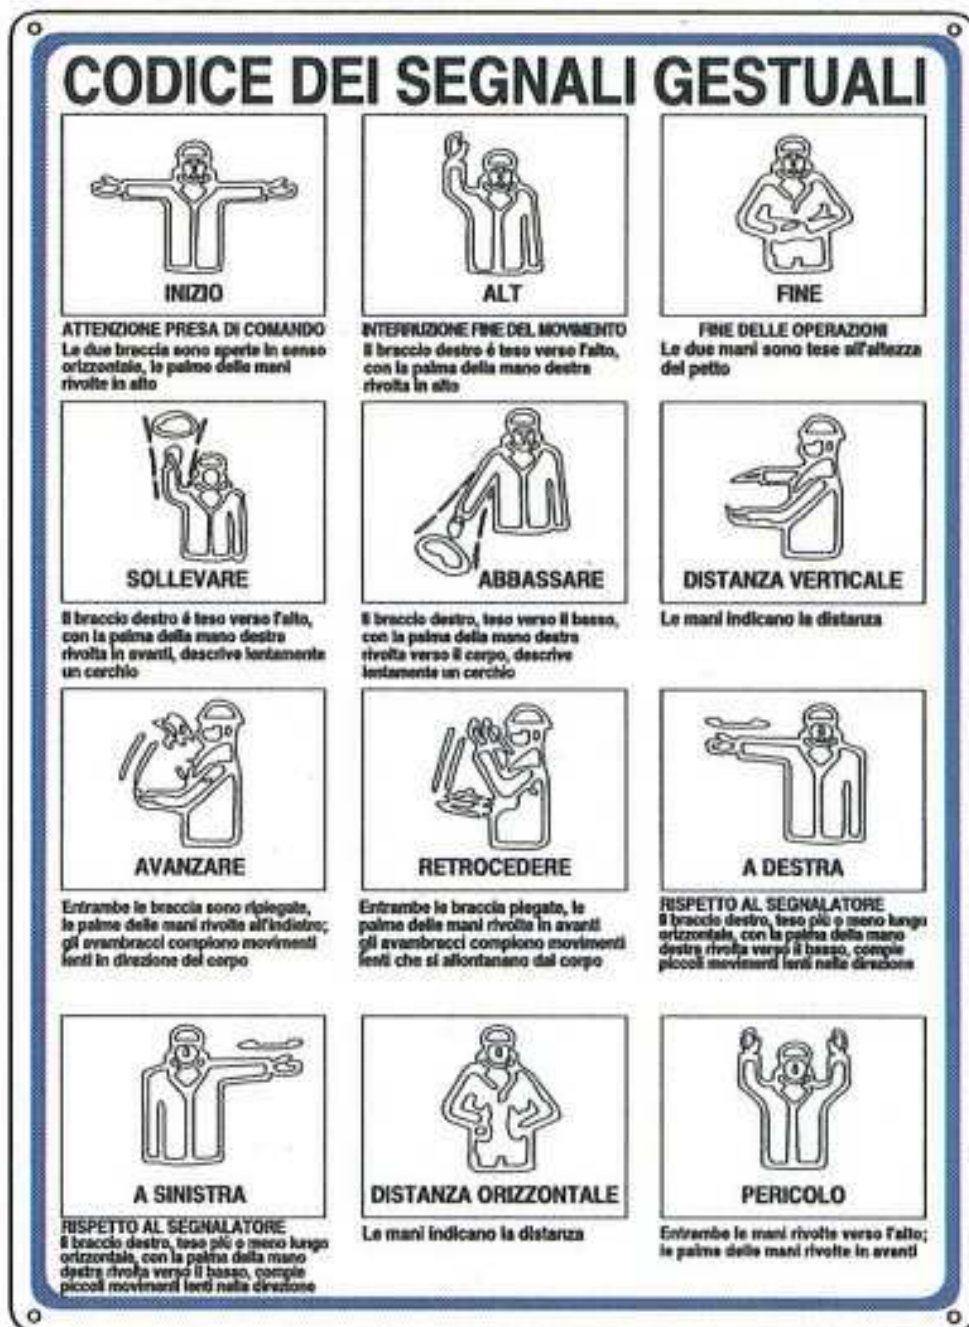 CODICE DEI SEGNALI GESTUALI
INIZIO
ATTENZIONE PRESA DI COMANDO
Le due braccia sono aperte in senso
orizzontale, le palme delle mani
rivolte in alto
ALT
INTERRUZIONE FINE DEL MOVIMENTO
Il braccio destro é teso verso l'alto,
con la palma della mano destra
rivolta in alto
FINE
FINE DELLE OPERAZIONI
Le due mani sono tese all'altezza
del petto
SOLLEVARE
Il braccio destro é teso verso l'alto,
con la palma della mano destra
rivolta in avanti, descrive lentamente
un cerchio
ABBASSARE
Il braccio destro, teso verso il basso,
con la palma della mano destra
rivolta verso il corpo, descrive
lentamente un cerchio
DISTANZA VERTICALE
Le mani indicano la distanza
AVANZARE
Entrambe le braccia sono ripiegate,
le palme delle mani rivolte all'indietro;
gli avambracci compiono movimenti
lenti in direzione del corpo
RETROCEDERE
Entrambe le braccia piegate, le
palme delle mani rivolte in avanti
gli avambracci compiono movimenti
lenti che si allontanano dal corpo
A DESTRA
RISPETTO AL SEGNALATORE
Il braccio destro, teso più o meno lungo
orizzontale, con la palma della mano
destra rivolta verso il basso, compie
piccoli movimenti lenti nella direzione
A SINISTRA
RISPETTO AL SEGNALATORE
Il braccio destro, teso più o meno lungo
orizzontale, con la palma della mano
destra rivolta verso il basso, compie
piccoli movimenti lenti nella direzione
DISTANZA ORIZZONTALE
Le mani indicano la distanza
PERICOLO
Entrambe le mani rivolte verso l'alto;
le palme delle mani rivolte in avanti